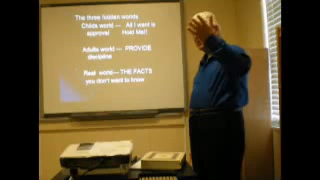 The three hidden worlds
Childs world — All I want is
approval Hold Me!!
Adults world — PROVIDE
discipline
Real world — THE FACTS
you don't want to know